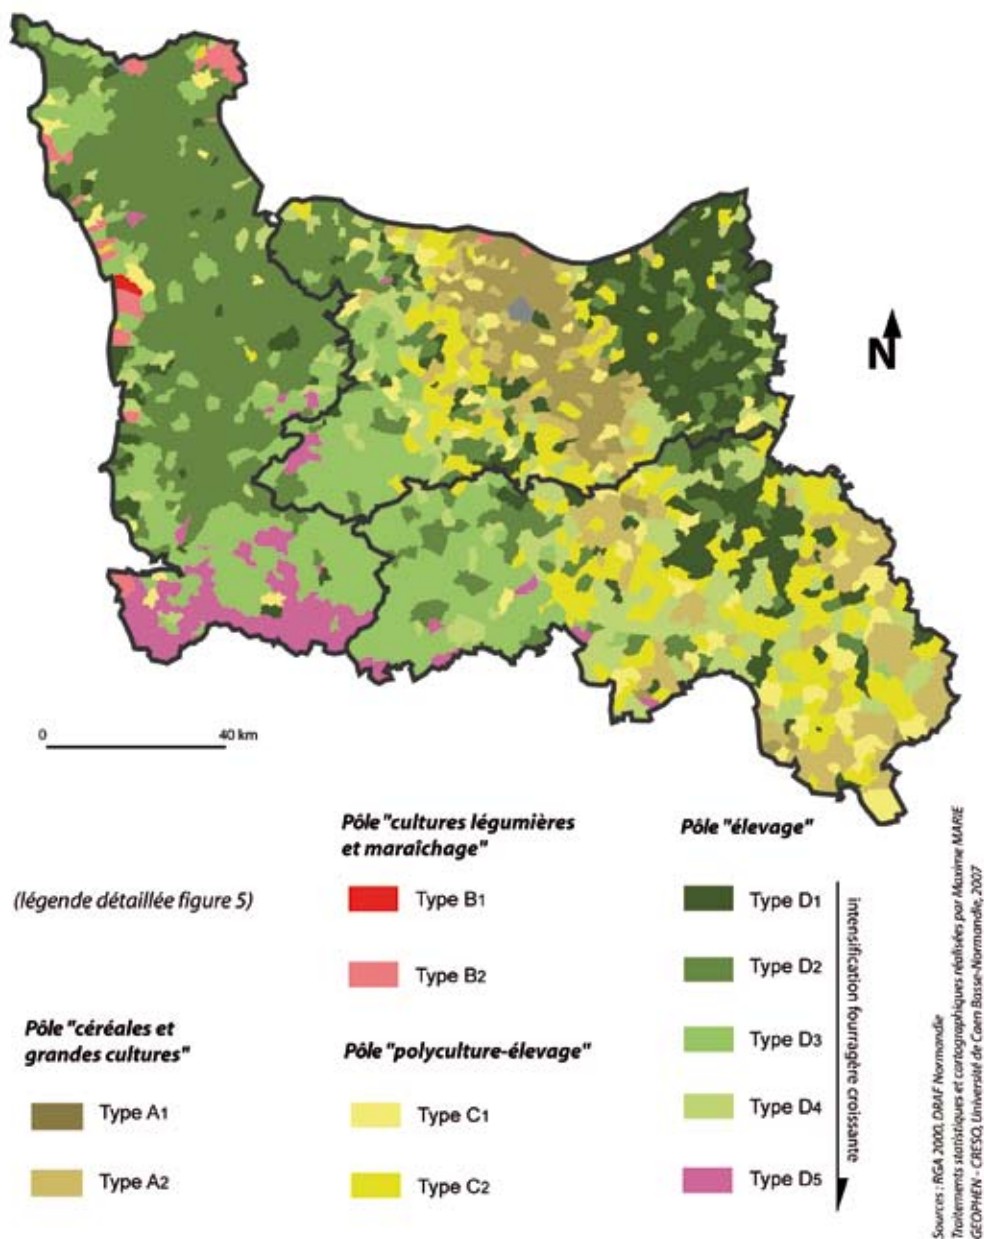 N
0 40 km
(légende détaillée figure 5)
Pôle "céréales et
grandes cultures"
Type A1
Type A2
Pôle "cultures légumières
et maraîchage"
Type B1
Type B2
Pôle "polyculture-élevage"
Type C1
Type C2
Pôle "élevage"
Type D1
Type D2
Type D3
Type D4
Type D5
intensification fourragère croissante
Sources : RGA 2000, DRAF Normandie
Traitements statistiques et cartographiques réalisées par Maxime MARIE
GEOPHEN - CRESO, Université de Caen Basse-Normandie, 2007